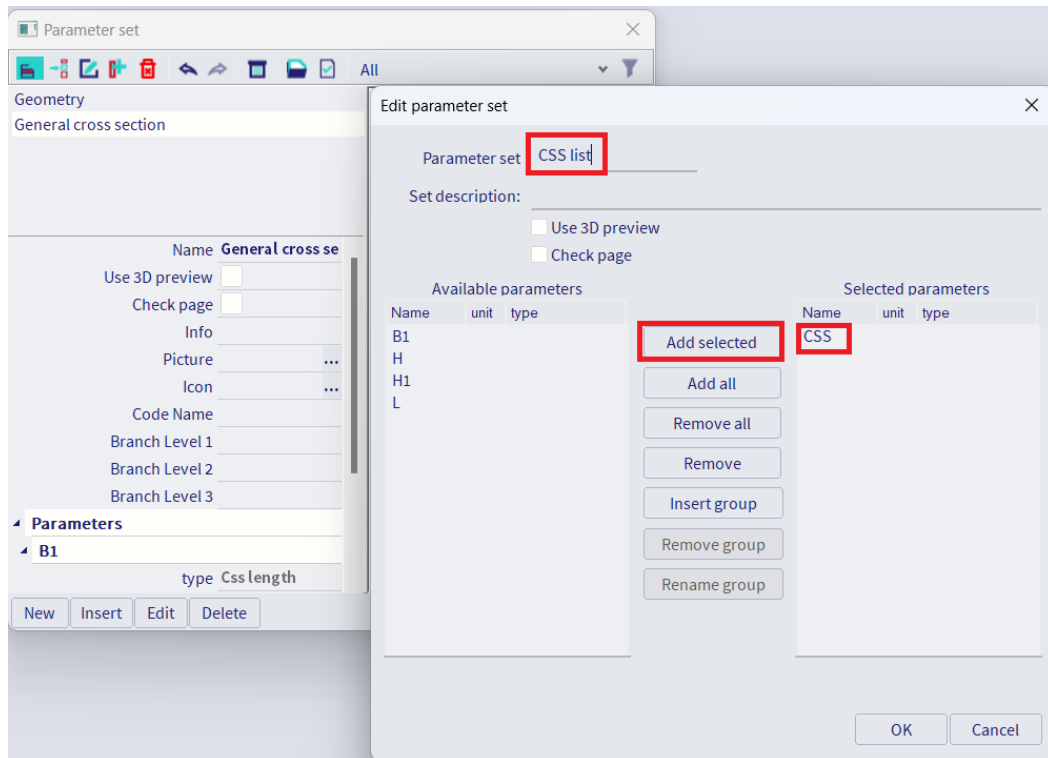 Parameter set
All
Geometry
General cross section
Name General cross se
Use 3D preview
Check page
Info
Picture ...
Icon ...
Code Name
Branch Level 1
Branch Level 2
Branch Level 3
Parameters
B1
type Css length
New Insert Edit Delete
Edit parameter set
Parameter set CSS list
Set description:
Use 3D preview
Check page
Available parameters
Name unit type
B1
H
H1
L
Add selected
Add all
Remove all
Remove
Insert group
Remove group
Rename group
Selected parameters
Name unit type
CSS
OK Cancel